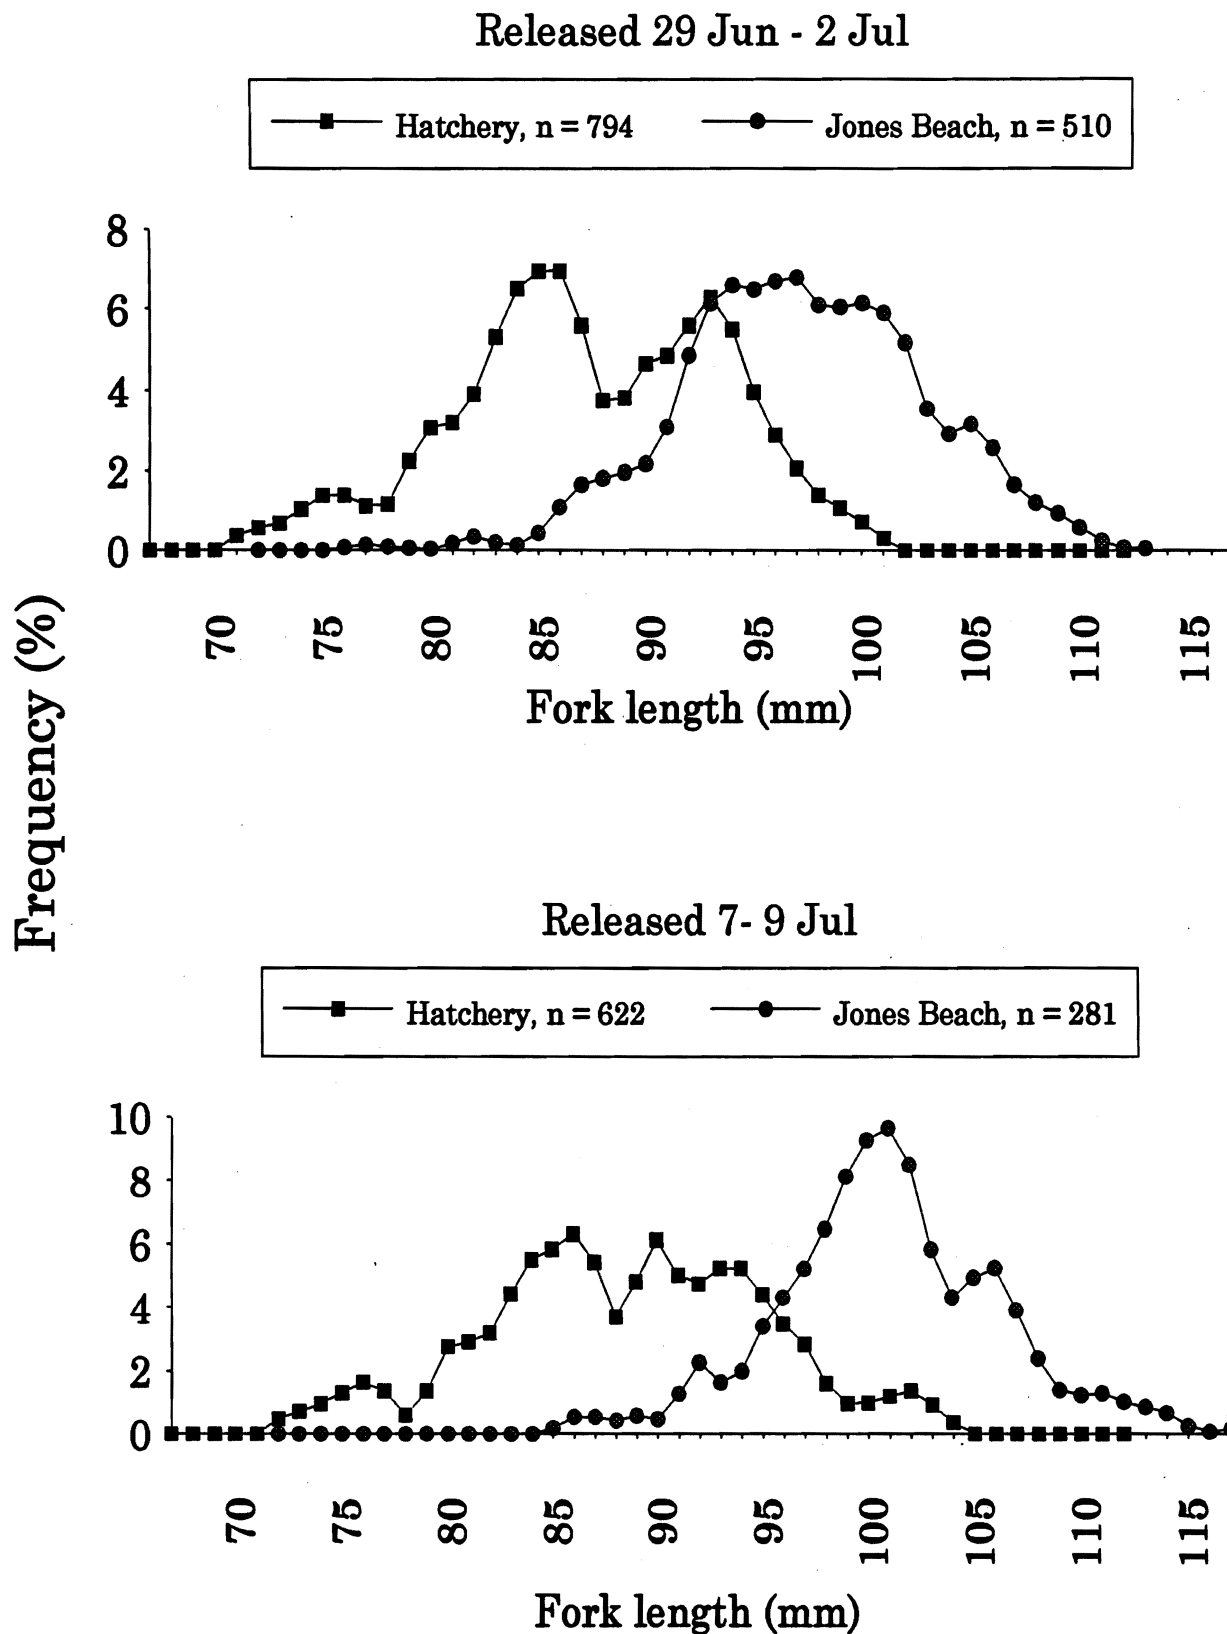 Released 29 Jun - 2 Jul
Hatchery, n = 794 Jones Beach, n = 510
8
6
4
2
0
70 75 80 85 90 95 100 105 110 115
Fork length (mm)
Frequency (%)
Released 7- 9 Jul
Hatchery, n = 622 Jones Beach, n = 281
10
8
6
4
2
0
70 75 80 85 90 95 100 105 110 115
Fork length (mm)